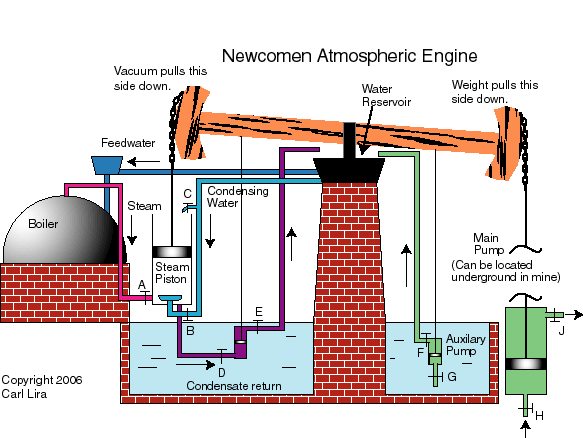 Newcomen Atmospheric Engine
Vacuum pulls this
side down.
Water
Reservoir
Weight pulls this
side down.
Feedwater
Steam
C
Condensing
Water
Boiler
Steam
Piston
Main
Pump
(Can be located
underground in mine)
A
B
E
D
Condensate return
Auxilary
Pump
F
G
J
H
Copyright 2006
Carl Lira